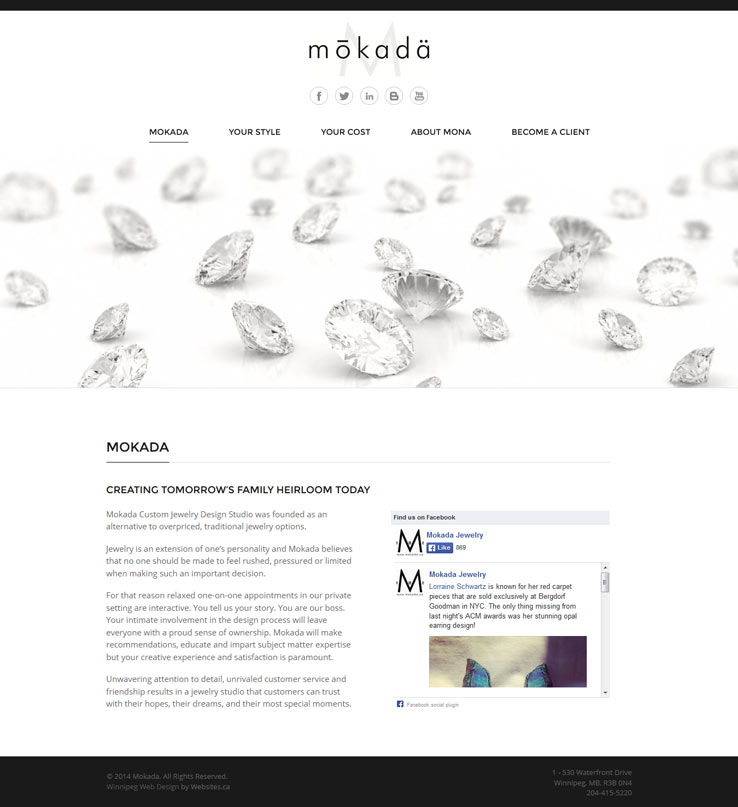 mōkadä
MOKADA
YOUR STYLE
YOUR COST
ABOUT MONA
BECOME A CLIENT
MOKADA
CREATING TOMORROW'S FAMILY HEIRLOOM TODAY
Mokada Custom Jewelry Design Studio was founded as an
alternative to overpriced, traditional jewelry options.
Jewelry is an extension of one's personality and Mokada believes
that no one should be made to feel rushed, pressured or limited
when making such an important decision.
For that reason relaxed one-on-one appointments in our private
setting are interactive. You tell us your story. You are our boss.
Your intimate involvement in the design process will leave
everyone with a proud sense of ownership. Mokada will make
recommendations, educate and impart subject matter expertise
but your creative experience and satisfaction is paramount.
Unwavering attention to detail, unrivaled customer service and
friendship results in a jewelry studio that customers can trust
with their hopes, their dreams, and their most special moments.
Find us on Facebook
Mokada Jewelry
Like 869
Mokada Jewelry
Lorraine Schwartz is known for her red carpet
pieces that are sold exclusively at Bergdorf
Goodman in NYC. The only thing missing from
last night's ACM awards was her stunning opal
earring design!
Facebook social plugin
© 2014 Mokada. All Rights Reserved.
Winnipeg Web Design by Websites.ca
1 - 530 Waterfront Drive
Winnipeg, MB, R3B 0N4
204-415-5220